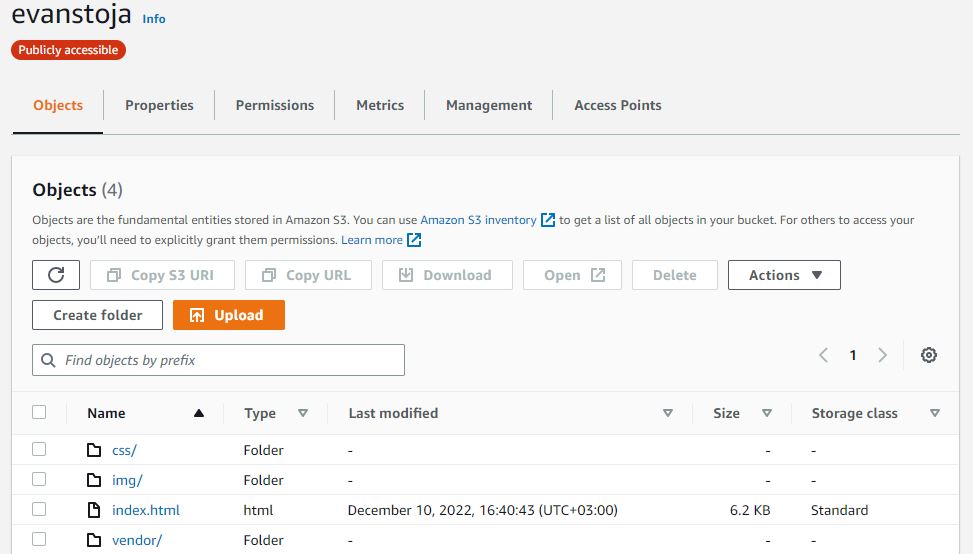 evanstoja Info
Publicly accessible
Objects Properties Permissions Metrics Management Access Points
Objects (4)
Objects are the fundamental entities stored in Amazon S3. You can use Amazon S3 inventory to get a list of all objects in your bucket. For others to access your
objects, you'll need to explicitly grant them permissions. Learn more
Copy S3 URI Copy URL Download Open Delete Actions
Create folder Upload
Find objects by prefix 1
Name Type Last modified Size Storage class
css/ Folder - - -
img/ Folder - - -
index.html html December 10, 2022, 16:40:43 (UTC+03:00) 6.2 KB Standard
vendor/ Folder - - -